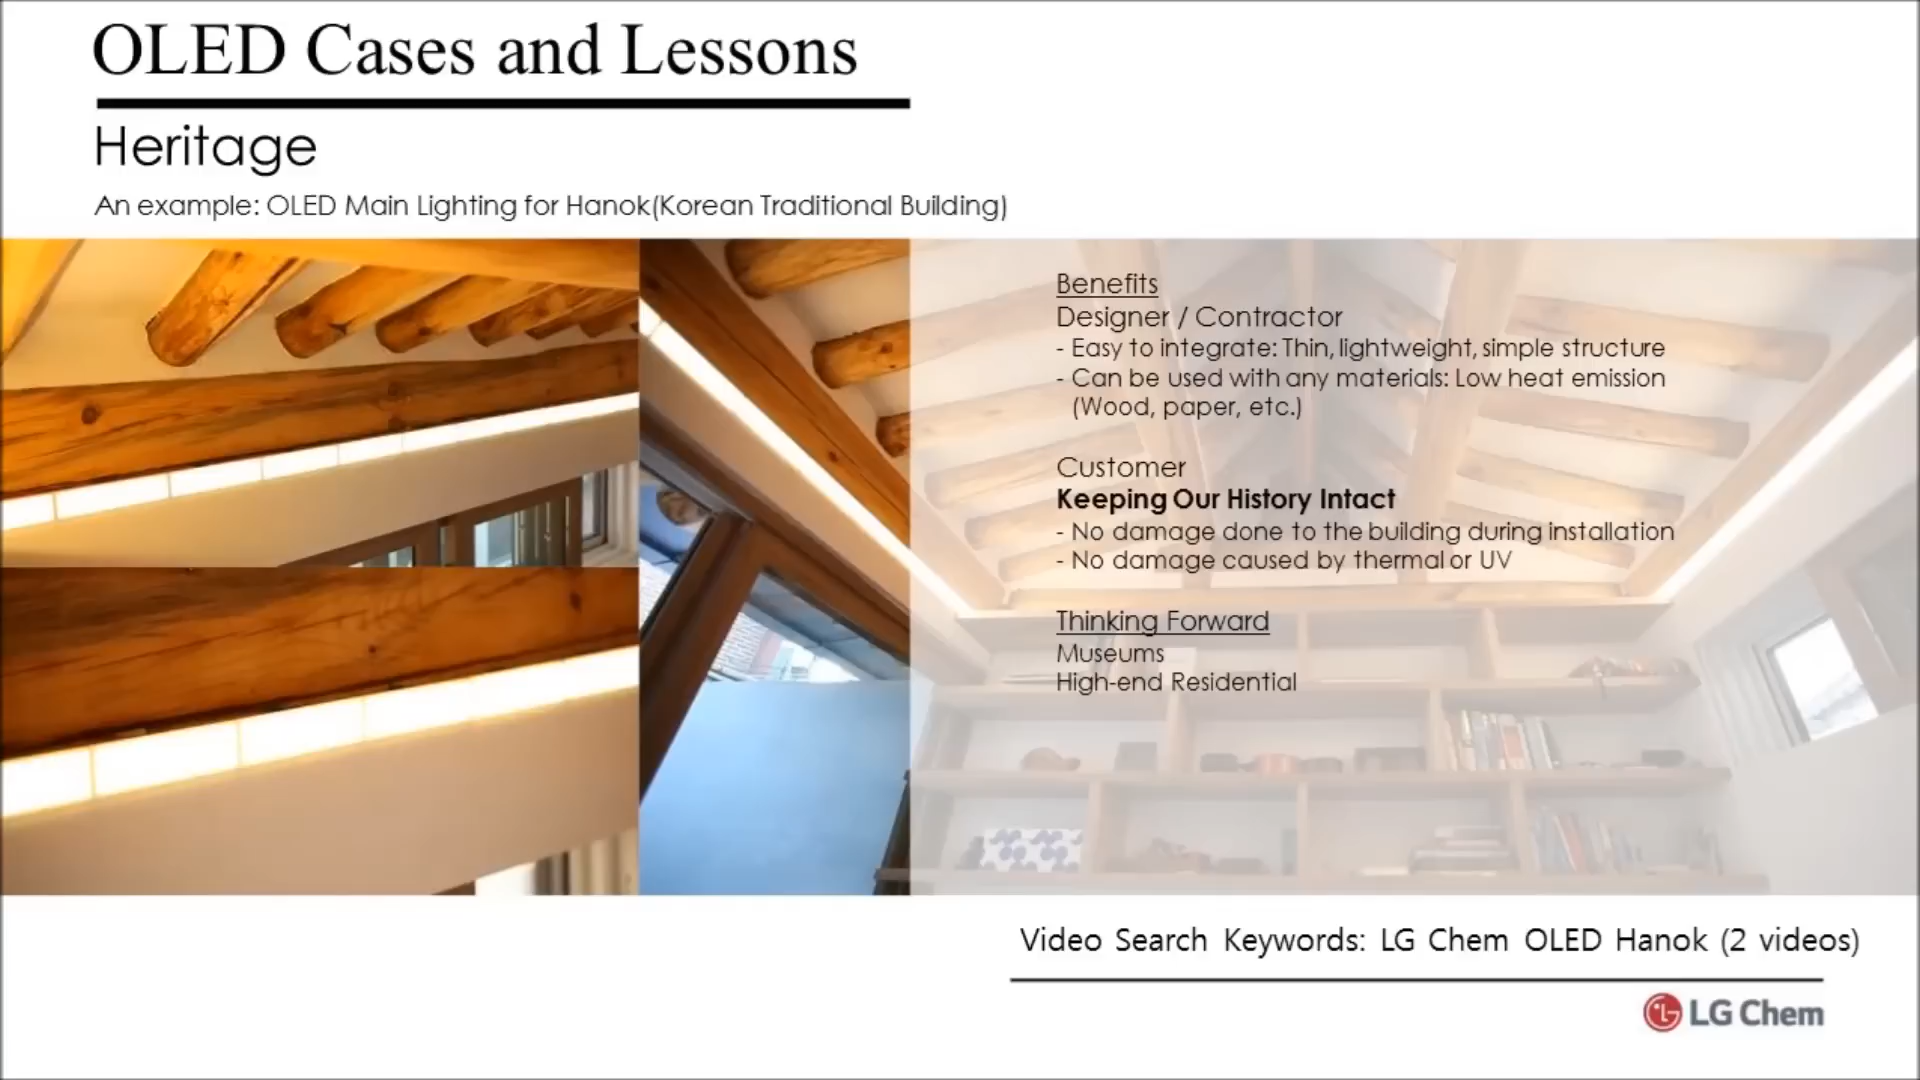 OLED Cases and Lessons
Heritage
An example: OLED Main Lighting for Hanok(Korean Traditional Building)
Benefits
Designer / Contractor
- Easy to integrate: Thin, lightweight, simple structure
- Can be used with any materials: Low heat emission
(Wood, paper, etc.)
Customer
Keeping Our History Intact
- No damage done to the building during installation
- No damage caused by thermal or UV
Thinking Forward
Museums
High-end Residential
Video Search Keywords: LG Chem OLED Hanok (2 videos)
LG Chem